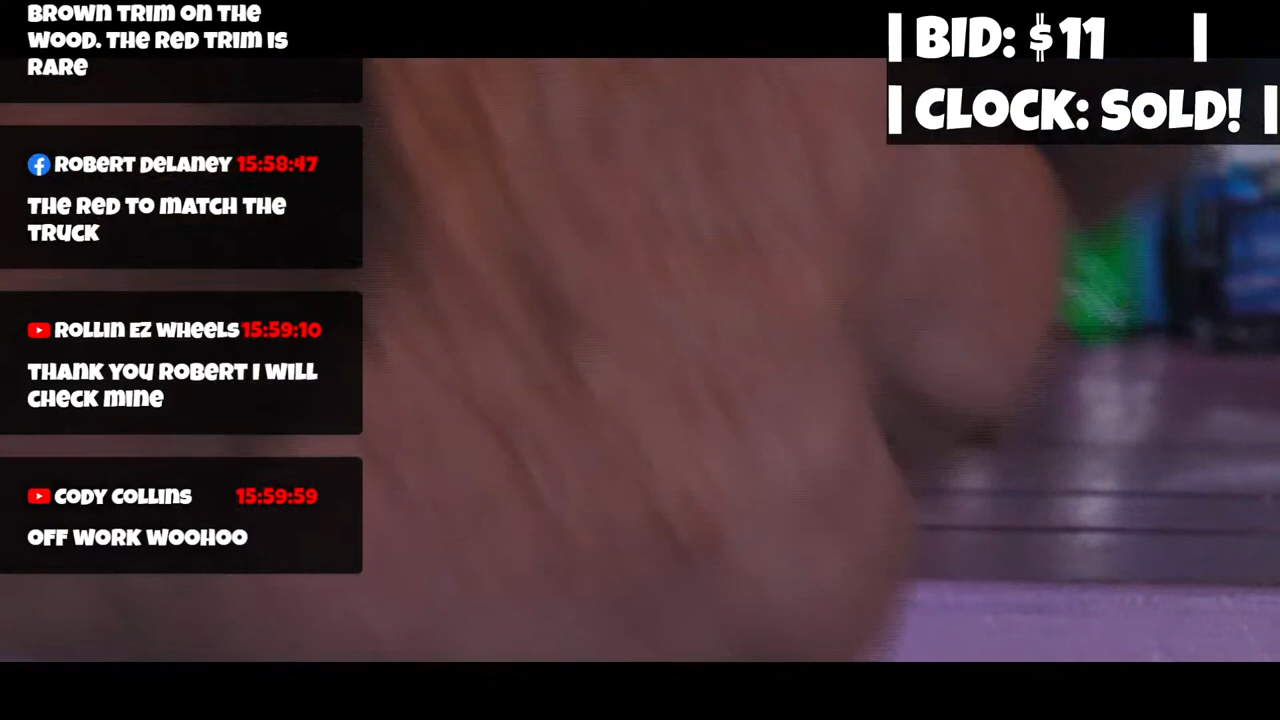 BROWN TRIM ON THE
WOOD. THE RED TRIM IS
RARE
ROBERT DELANEY 15:58:47
THE RED TO MATCH THE
TRUCK
ROLLIN EZ WHEELS 15:59:10
THANK YOU ROBERT I WILL
CHECK MINE
CODY COLLINS 15:59:59
OFF WORK WOOHOO
| BID: $11 |
| CLOCK: SOLD! |